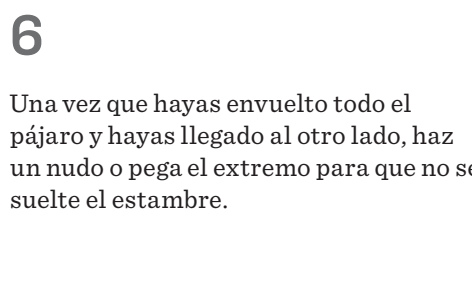 6
Una vez que hayas envuelto todo el
pájaro y hayas llegado al otro lado, haz
un nudo o pega el extremo para que no se
suelte el estambre.